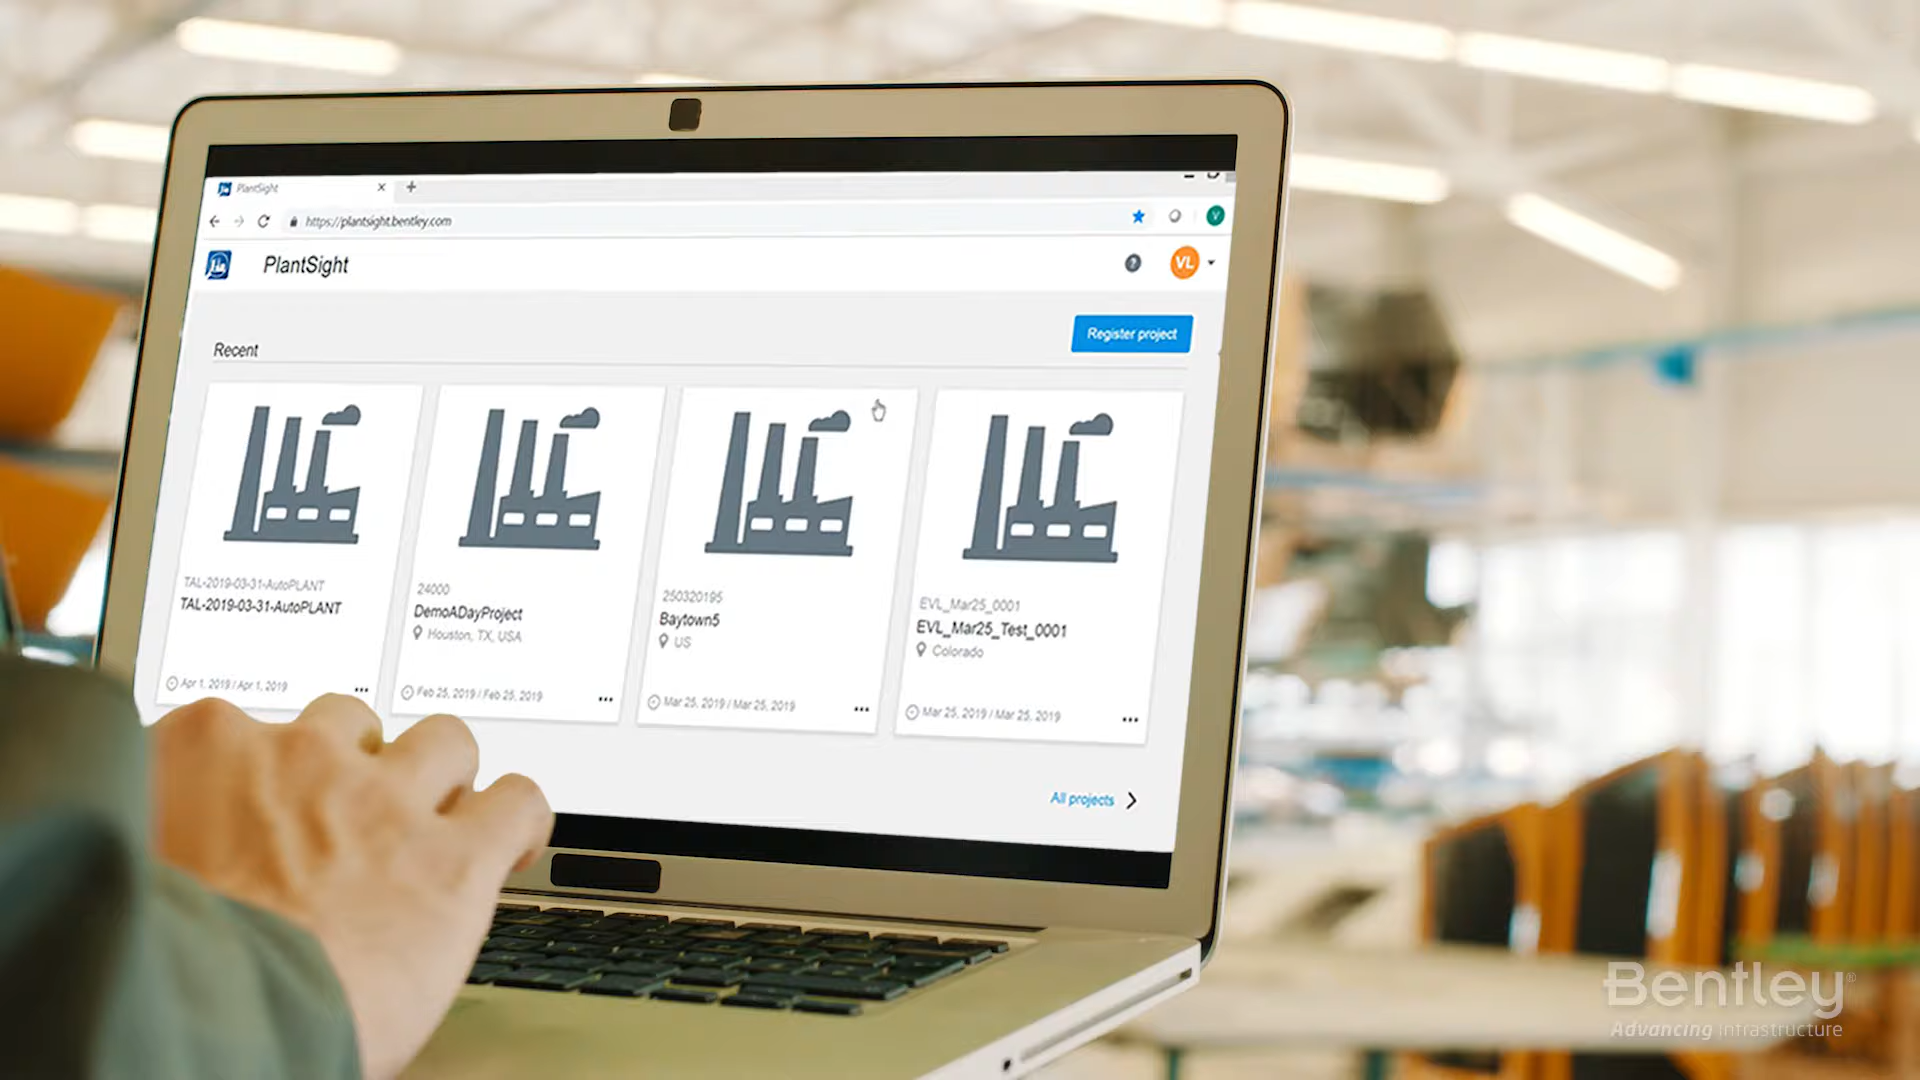 PlantSight
https://plantsight.bentley.com
V
PlantSight
?
VL
Register project
Recent
TAL-2019-03-31-AutoPLANT
TAL-2019-03-31-AutoPLANT
Apr 1, 2019 / Apr 1, 2019
24000
DemoADayProject
Houston, TX, USA
Feb 25, 2019 / Feb 25, 2019
250320195
Baytown5
US
Mar 25, 2019 / Mar 25, 2019
EVL_Mar25_0001
EVL_Mar25_Test_0001
Colorado
Mar 25, 2019 / Mar 25, 2019
All projects
Bentley®
Advancing Infrastructure